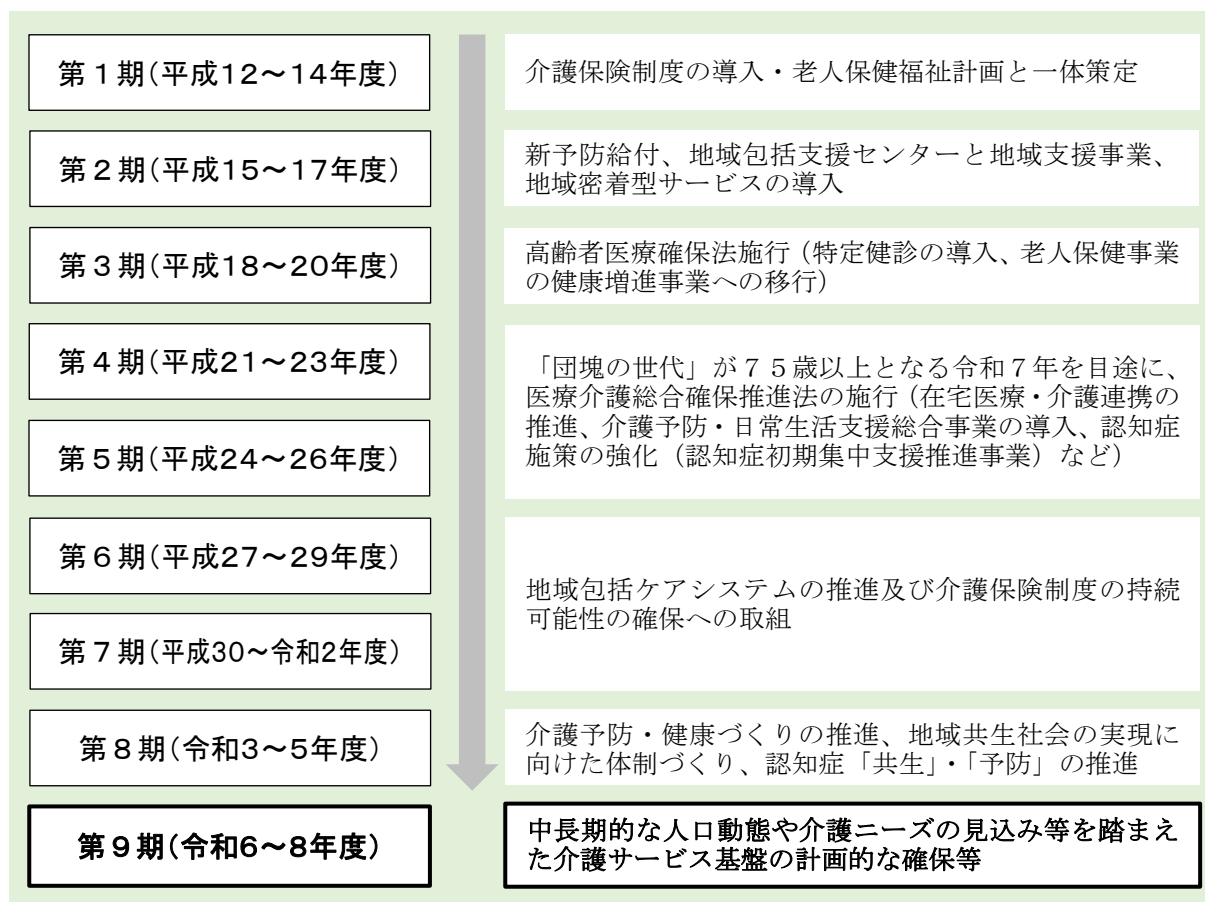 第１期(平成12～14年度)
介護保険制度の導入・老人保健福祉計画と一体策定
第２期(平成15～17年度)
新予防給付、地域包括支援センターと地域支援事業、
地域密着型サービスの導入
第３期(平成18～20年度)
高齢者医療確保法施行（特定健診の導入、老人保健事業
の健康増進事業への移行）
第４期(平成21～23年度)
第５期(平成24～26年度)
「団塊の世代」が７５歳以上となる令和７年を目途に、
医療介護総合確保推進法の施行（在宅医療・介護連携の
推進、介護予防・日常生活支援総合事業の導入、認知症
施策の強化（認知症初期集中支援推進事業）など）
第６期(平成27～29年度)
第７期(平成30～令和2年度)
地域包括ケアシステムの推進及び介護保険制度の持続
可能性の確保への取組
第８期(令和3～5年度)
介護予防・健康づくりの推進、地域共生社会の実現に
向けた体制づくり、認知症「共生」・「予防」の推進
第９期(令和6～8年度)
中長期的な人口動態や介護ニーズの見込み等を踏まえ
た介護サービス基盤の計画的な確保等